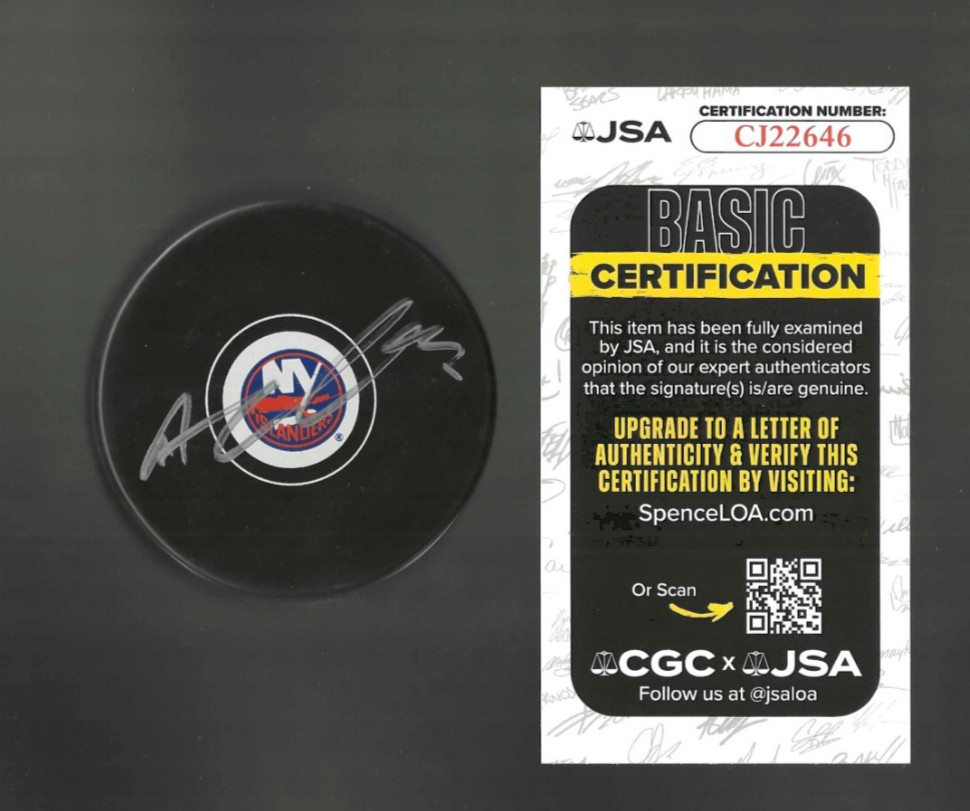 NY
ISLANDERS
®
JSA
CERTIFICATION NUMBER:
CJ22646
BASIC
CERTIFICATION
This item has been fully examined
by JSA, and it is the considered
opinion of our expert authenticators
that the signature(s) is/are genuine.
UPGRADE TO A LETTER OF
AUTHENTICITY & VERIFY THIS
CERTIFICATION BY VISITING:
SpenceLOA.com
Or Scan
CGC x JSA
Follow us at @jsaloa